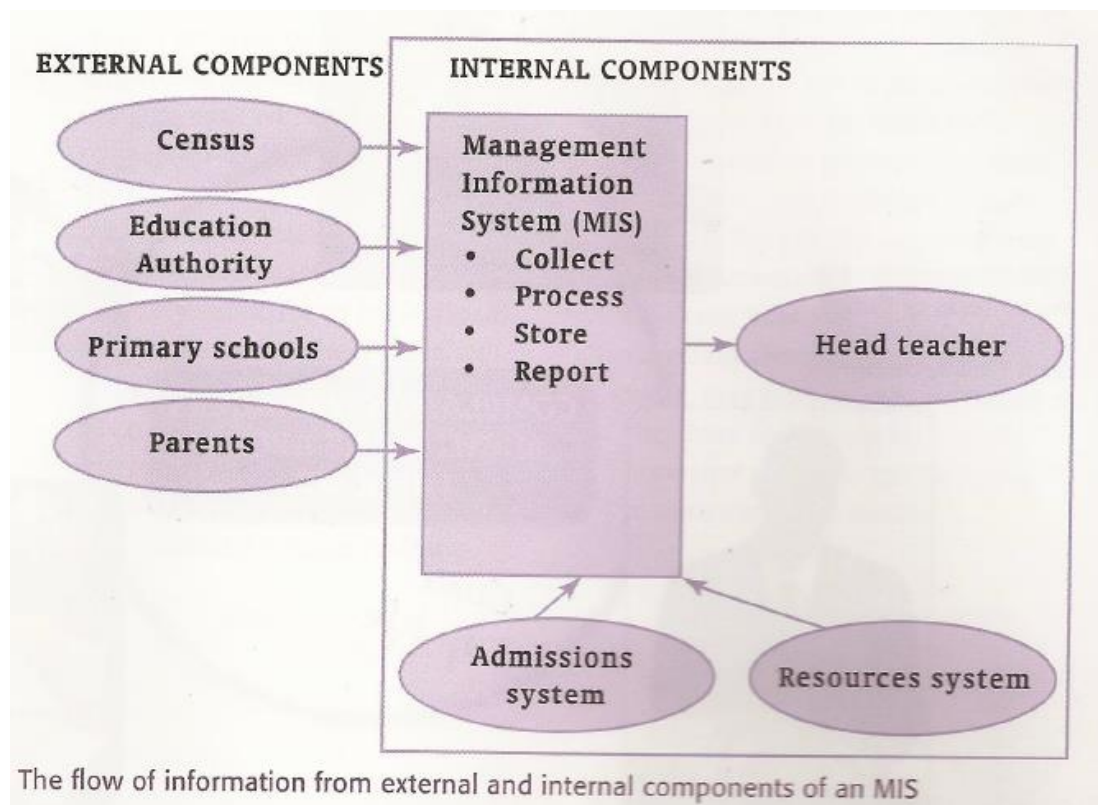 EXTERNAL COMPONENTS
INTERNAL COMPONENTS
Census
Education
Authority
Primary schools
Parents
Management
Information
System (MIS)
• Collect
• Process
• Store
• Report
Head teacher
Admissions
system
Resources system
The flow of information from external and internal components of an MIS